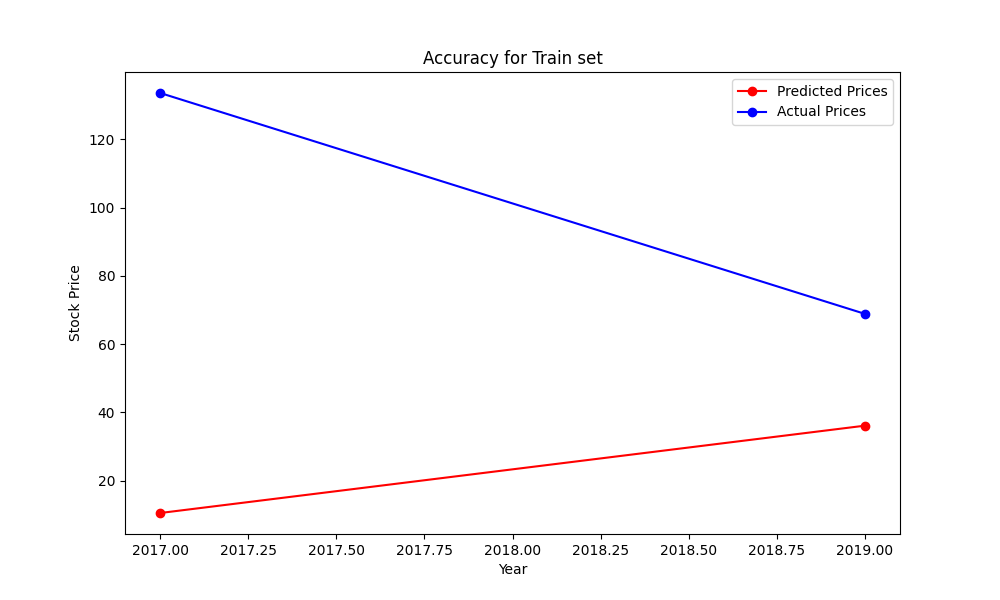 Accuracy for Train set
Predicted Prices
Actual Prices
120
100
80
60
40
20
Stock Price
2017.00 2017.25 2017.50 2017.75 2018.00 2018.25 2018.50 2018.75 2019.00
Year